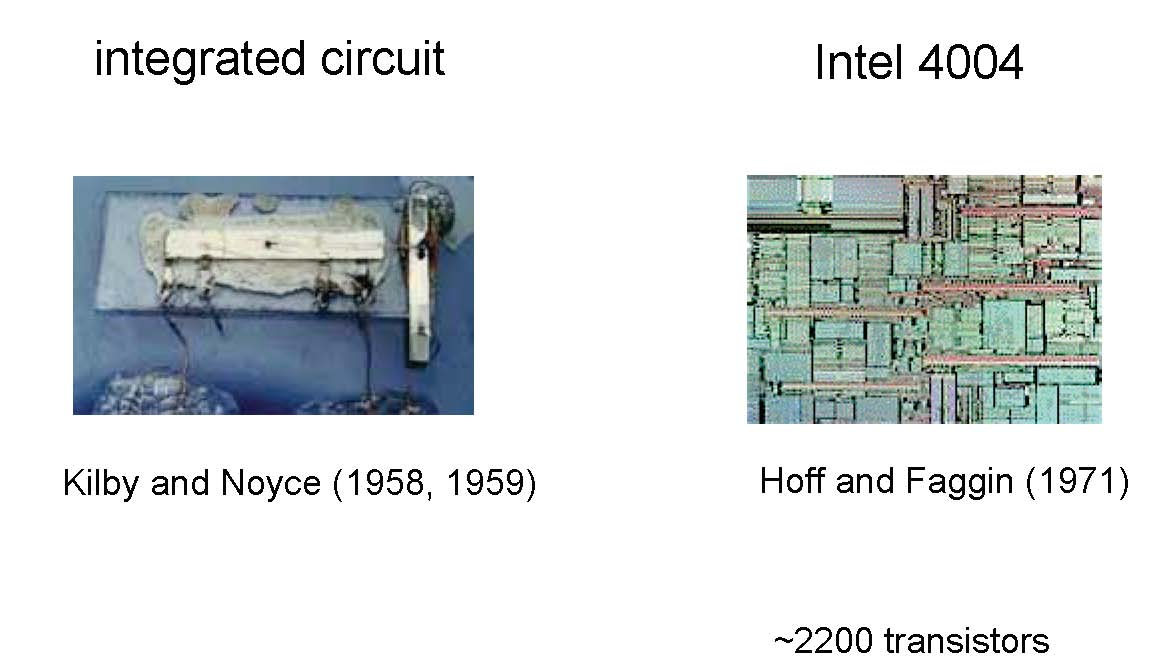 integrated circuit
Intel 4004
Kilby and Noyce (1958, 1959)
Hoff and Faggin (1971)
~2200 transistors